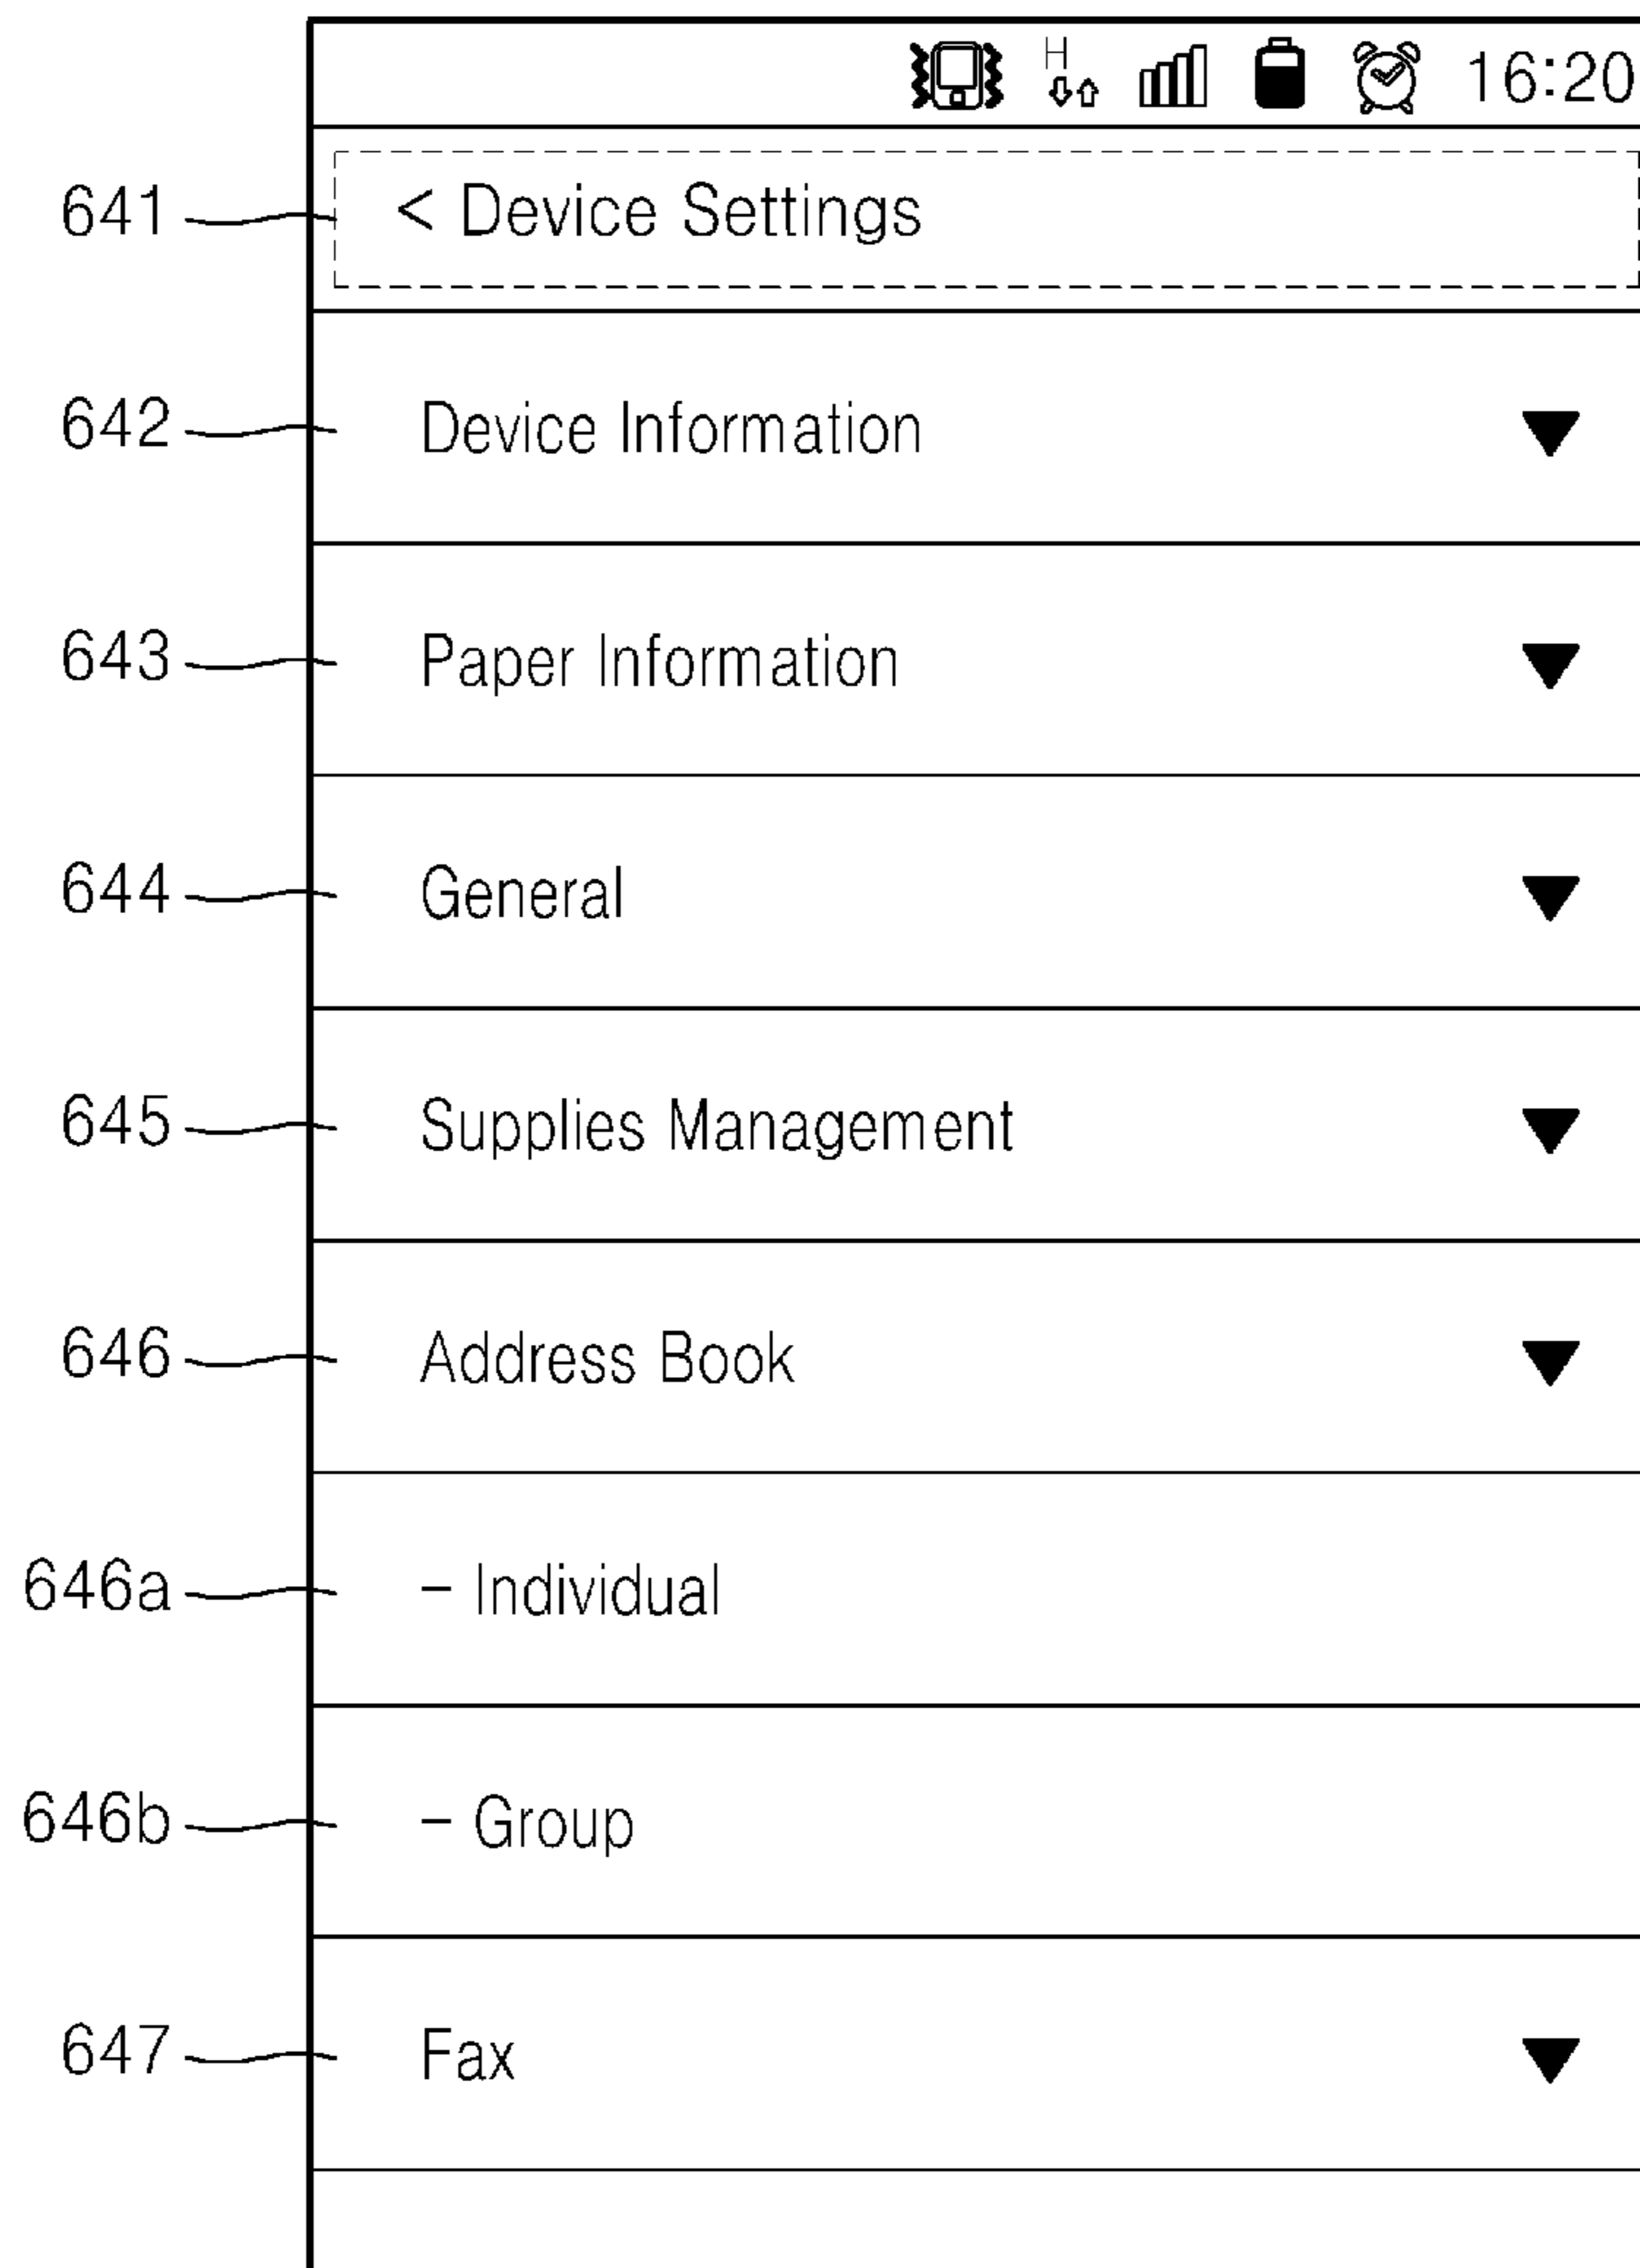 H
16:20
641 < Device Settings
642 Device Information
643 Paper Information
644 General
645 Supplies Management
646 Address Book
646a – Individual
646b – Group
647 Fax